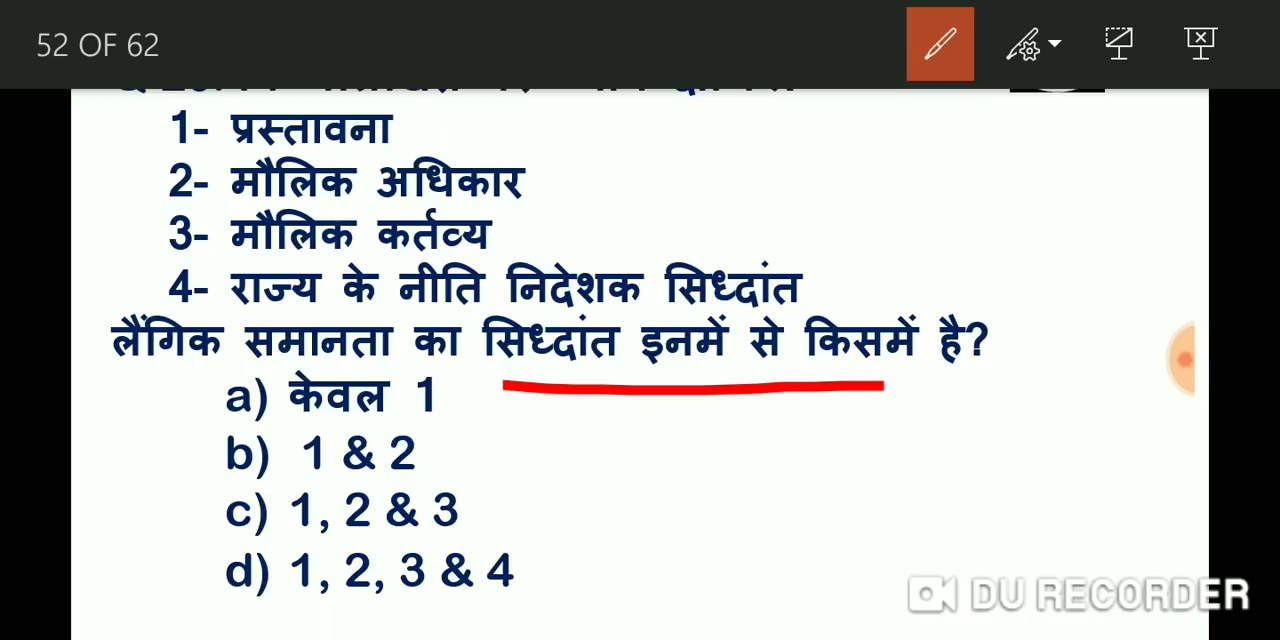 52 OF 62
1- प्रस्तावना
2- मौलिक अधिकार
3- मौलिक कर्तव्य
4- राज्य के नीति निदेशक सिध्दांत
लैंगिक समानता का सिध्दांत इनमें से किसमें है?
a) केवल 1
b) 1 & 2
c) 1, 2 & 3
d) 1, 2, 3 & 4
DU RECORDER